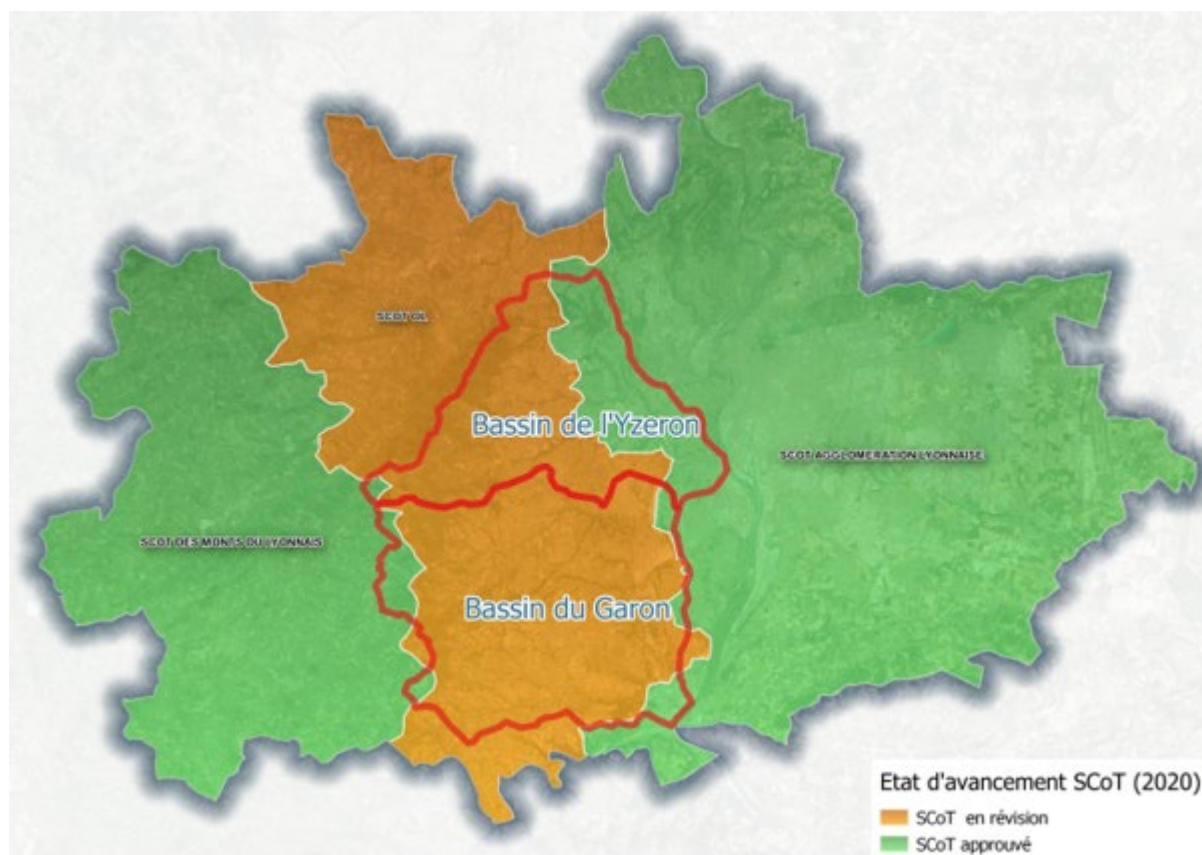 SCOT OL
Bassin de l'Yzeron
SCOT AGGLOMERATION LYONNAISE
SCOT DES MONTS DU LYONNAIS
Bassin du Garon
Etat d'avancement SCoT (2020)
SCoT en révision
SCoT approuvé